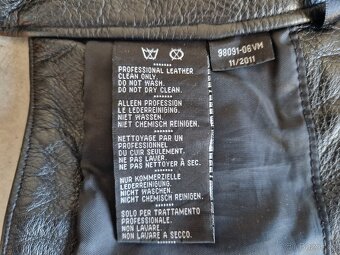 PROFESSIONAL LEATHER
CLEAN ONLY.
DO NOT WASH.
DO NOT DRY CLEAN.
ALLEEN PROFESSION
LE LEDERREINIGING.
NIET WASSEN.
NIET CHEMISCH REINIGEN.
NETTOYAGE PAR UN
PROFESSIONNEL
DU CUIR SEULEMENT.
NE PAS LAVER.
NE PAS NETTOYER À SEC.
NUR KOMMERZIELLE
LEDERREINIGUNG.
NICHT WASCHEN.
NICHT CHEMISCH REINIGEN.
SOLO PER TRATTAMENTO
PROFESSIONALE.
NON LAVARE
NON LAVARE A SECCO.
98091-06VM
11/2011